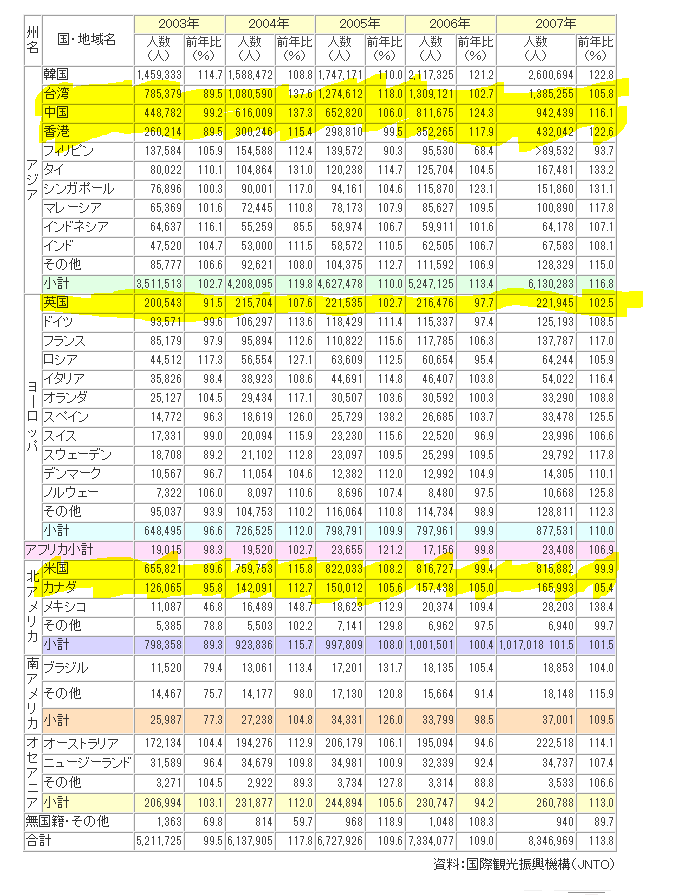 州名 国・地域名 2003年 2004年 2005年 2006年 2007年
人数(人) 前年比(%) 人数(人) 前年比(%) 人数(人) 前年比(%) 人数(人) 前年比(%) 人数(人) 前年比(%)
アジア
韓国 1,459,333 114.7 1,588,472 108.8 1,747,171 110.0 2,117,325 121.2 2,600,694 122.8
台湾 785,379 89.5 1,080,590 137.6 1,274,612 118.0 1,309,121 102.7 1,385,255 105.8
中国 448,782 99.2 616,009 137.3 652,820 106.0 811,675 124.3 942,439 116.1
香港 260,214 89.5 300,246 115.4 298,810 99.5 352,265 117.9 432,042 122.6
フィリピン 137,584 105.9 154,588 112.4 139,572 90.3 95,530 68.4 >89,532 93.7
タイ 80,022 110.1 104,864 131.0 120,238 114.7 125,704 104.5 167,481 133.2
シンガポール 76,896 100.3 90,001 117.0 94,161 104.6 115,870 123.1 151,860 131.1
マレーシア 65,369 101.6 72,445 110.8 78,173 107.9 85,627 109.5 100,890 117.8
インドネシア 64,637 116.1 55,259 85.5 58,974 106.7 59,911 101.6 64,178 107.1
インド 47,520 104.7 53,000 111.5 58,572 110.5 62,505 106.7 67,583 108.1
その他 85,777 106.6 92,621 108.0 104,375 112.7 111,592 106.9 128,329 115.0
小計 3,511,513 102.7 4,208,095 119.8 4,627,478 110.0 5,247,125 113.4 6,130,283 116.8
ヨーロッパ
英国 200,543 91.5 215,704 107.6 221,535 102.7 216,476 97.7 221,945 102.5
ドイツ 93,571 99.6 106,297 113.6 118,429 111.4 115,337 97.4 125,193 108.5
フランス 85,179 97.9 95,894 112.6 110,822 115.6 117,785 106.3 137,787 117.0
ロシア 44,512 117.3 56,554 127.1 63,609 112.5 60,654 95.4 64,244 105.9
イタリア 35,826 98.4 38,923 108.6 44,691 114.8 46,407 103.8 54,022 116.4
オランダ 25,127 104.5 29,434 117.1 30,507 103.6 30,592 100.3 33,290 108.8
スペイン 14,772 96.3 18,619 126.0 25,729 138.2 26,685 103.7 33,478 125.5
スイス 17,331 99.0 20,094 115.9 23,230 115.6 22,520 96.9 23,996 106.6
スウェーデン 18,708 89.2 21,102 112.8 23,097 109.5 25,299 109.5 29,792 117.8
デンマーク 10,567 96.7 11,054 104.6 12,382 112.0 12,992 104.9 14,305 110.1
ノルウェー 7,322 106.0 8,097 110.6 8,696 107.4 8,480 97.5 10,668 125.8
その他 95,037 93.9 104,753 110.2 116,064 110.8 114,734 98.9 128,811 112.3
小計 648,495 96.6 726,525 112.0 798,791 109.9 797,961 99.9 877,531 110.0
アフリカ小計 19,015 98.3 19,520 102.7 23,655 121.2 17,156 99.8 23,408 106.9
北アメリカ
米国 655,821 89.6 759,753 115.8 822,033 108.2 816,727 99.4 815,882 99.9
カナダ 126,065 95.8 142,091 112.7 150,012 105.6 157,438 105.0 165,993 05.4
メキシコ 11,087 46.8 16,489 148.7 18,623 112.9 20,374 109.4 28,203 138.4
その他 5,385 78.8 5,503 102.2 7,141 129.8 6,962 97.5 6,940 99.7
小計 798,358 89.3 923,836 115.7 997,809 108.0 1,001,501 100.4 1,017,018 101.5 101.5
南アメリカ
ブラジル 11,520 79.4 13,061 113.4 17,201 131.7 18,135 105.4 18,853 104.0
その他 14,467 75.7 14,177 98.0 17,130 120.8 15,664 91.4 18,148 115.9
小計 25,987 77.3 27,238 104.8 34,331 126.0 33,799 98.5 37,001 109.5
オセアニア
オーストラリア 172,134 104.4 194,276 112.9 206,179 106.1 195,094 94.6 222,518 114.1
ニュージーランド 31,589 96.4 34,679 109.8 34,981 100.9 32,339 92.4 34,737 107.4
その他 3,271 104.5 2,922 89.3 3,734 127.8 3,314 88.8 3,533 106.6
小計 206,994 103.1 231,877 112.0 244,894 105.6 230,747 94.2 260,788 113.0
無国籍・その他 1,363 69.8 814 59.7 968 118.9 1,048 108.3 940 89.7
合計 5,211,725 99.5 6,137,905 117.8 6,727,926 109.6 7,334,077 109.0 8,346,969 113.8
資料：国際観光振興機構(JNTO)